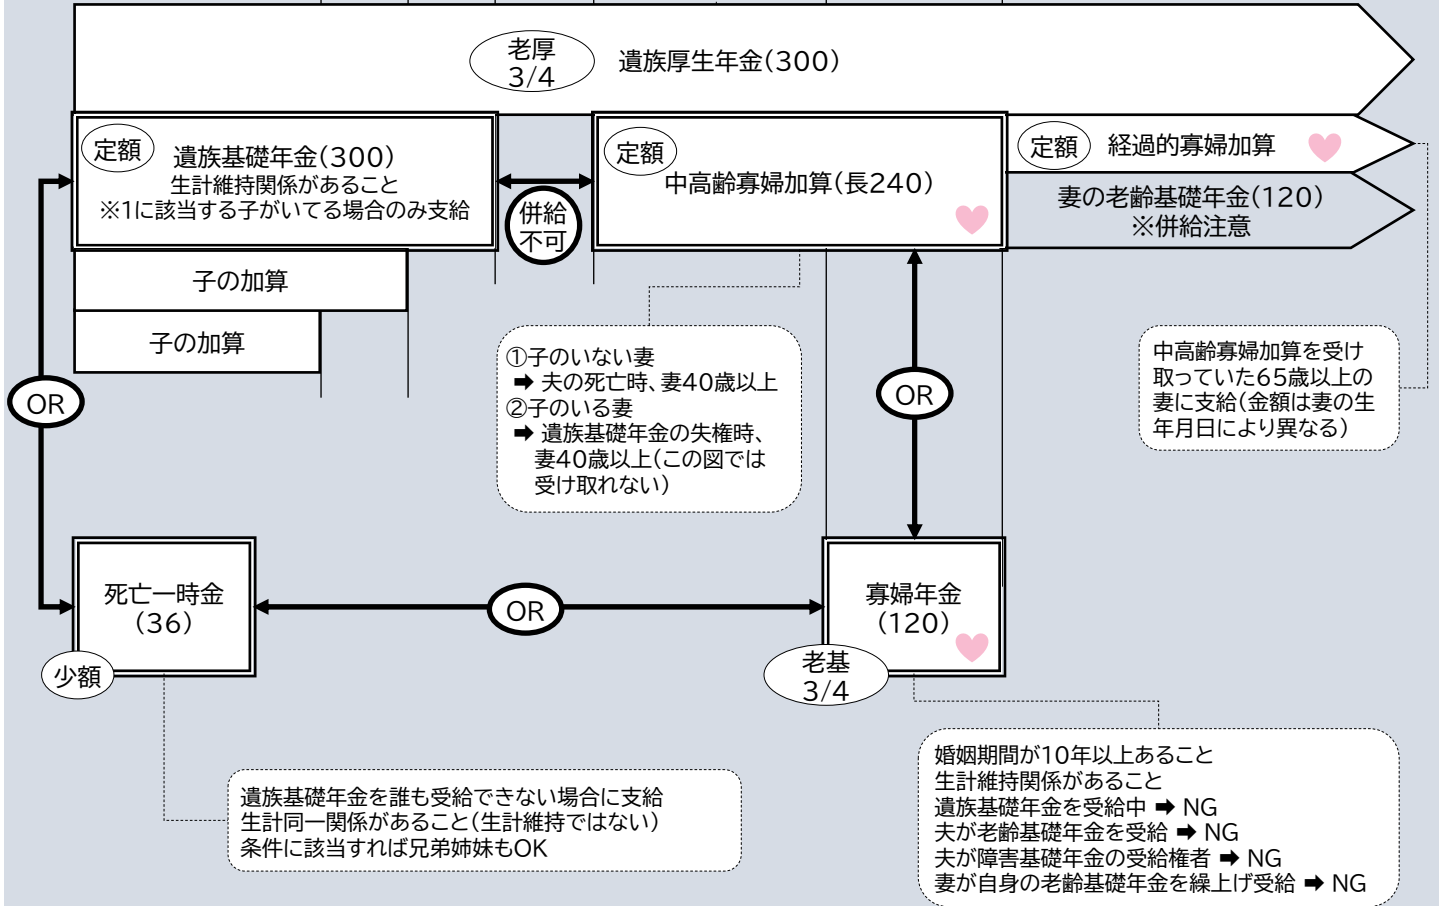 老厚
3/4
遺族厚生年金(300)
定額
遺族基礎年金(300)
生計維持関係があること
※1に該当する子がいてる場合のみ支給
併給
不可
定額
中高齢寡婦加算(長240)
定額
経過的寡婦加算
妻の老齢基礎年金(120)
※併給注意
子の加算
子の加算
①子のいない妻
➡ 夫の死亡時、妻40歳以上
②子のいる妻
➡ 遺族基礎年金の失権時、
妻40歳以上(この図では
受け取れない)
OR
OR
中高齢寡婦加算を受け
取っていた65歳以上の
妻に支給(金額は妻の生
年月日により異なる)
死亡一時金
(36)
少額
OR
寡婦年金
(120)
老基
3/4
遺族基礎年金を誰も受給できない場合に支給
生計同一関係があること(生計維持ではない)
条件に該当すれば兄弟姉妹もOK
婚姻期間が10年以上あること
生計維持関係があること
遺族基礎年金を受給中 ➡ NG
夫が老齢基礎年金を受給 ➡ NG
夫が障害基礎年金の受給権者 ➡ NG
妻が自身の老齢基礎年金を繰上げ受給 ➡ NG